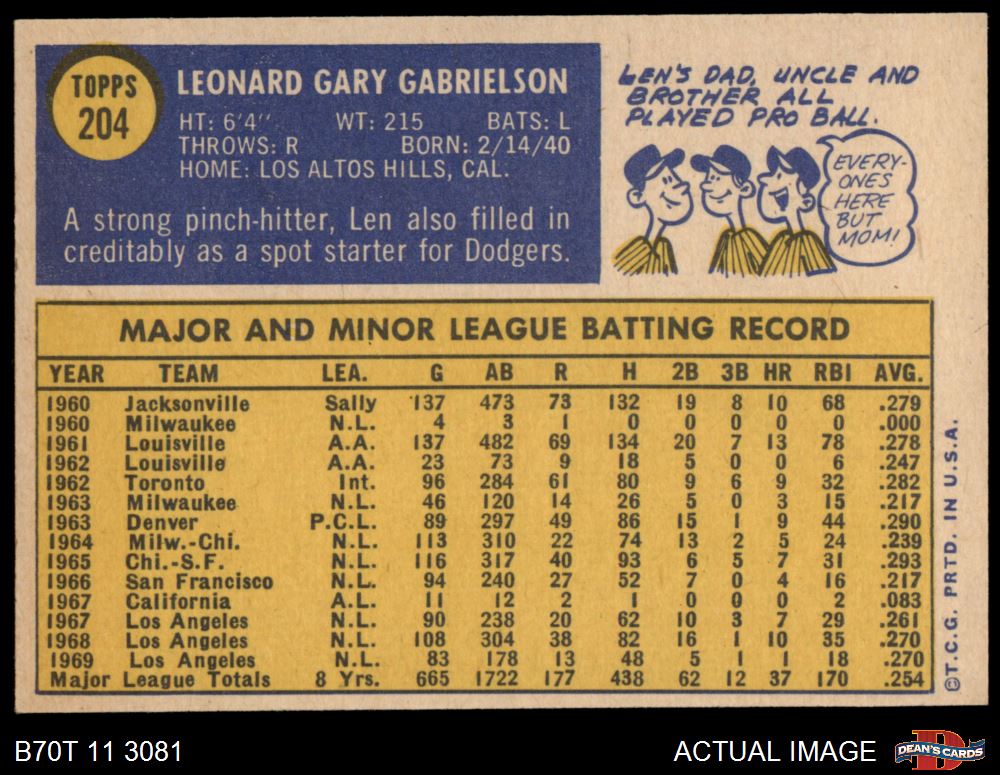 TOPPS
204
LEONARD GARY GABRIELSON
HT: 6'4" WT: 215 BATS: L
THROWS: R BORN: 2/14/40
HOME: LOS ALTOS HILLS, CAL.
A strong pinch-hitter, Len also filled in
creditably as a spot starter for Dodgers.
LEN'S DAD, UNCLE AND
BROTHER ALL
PLAYED PRO BALL.
EVERY-
ONES
HERE
BUT
MOM!
MAJOR AND MINOR LEAGUE BATTING RECORD
YEAR TEAM LEA. G AB R H 2B 3B HR RBI AVG.
1960 Jacksonville Sally 137 473 73 132 19 8 10 68 .279
1960 Milwaukee N.L. 4 3 1 0 0 0 0 0 .000
1961 Louisville A.A. 137 482 69 134 20 7 13 78 .278
1962 Louisville A.A. 23 73 9 18 5 0 0 6 .247
1962 Toronto Int. 96 284 61 80 9 6 9 32 .282
1963 Milwaukee N.L. 46 120 14 26 5 0 3 15 .217
1963 Denver P.C.L. 89 297 49 86 15 1 9 44 .290
1964 Milw.-Chi. N.L. 113 310 22 74 13 2 5 24 .239
1965 Chi.-S.F. N.L. 116 317 40 93 6 5 7 31 .293
1966 San Francisco N.L. 94 240 27 52 7 0 4 16 .217
1967 California A.L. 11 12 2 1 0 0 0 2 .083
1967 Los Angeles N.L. 90 238 20 62 10 3 7 29 .261
1968 Los Angeles N.L. 108 304 38 82 16 1 10 35 .270
1969 Los Angeles N.L. 83 178 13 48 5 1 1 18 .270
Major League Totals 8 Yrs. 665 1722 177 438 62 12 37 170 .254
©T.C.G. PRTD. IN U.S.A.
B70T 11 3081
ACTUAL IMAGE
D
DEAN'S CARDS